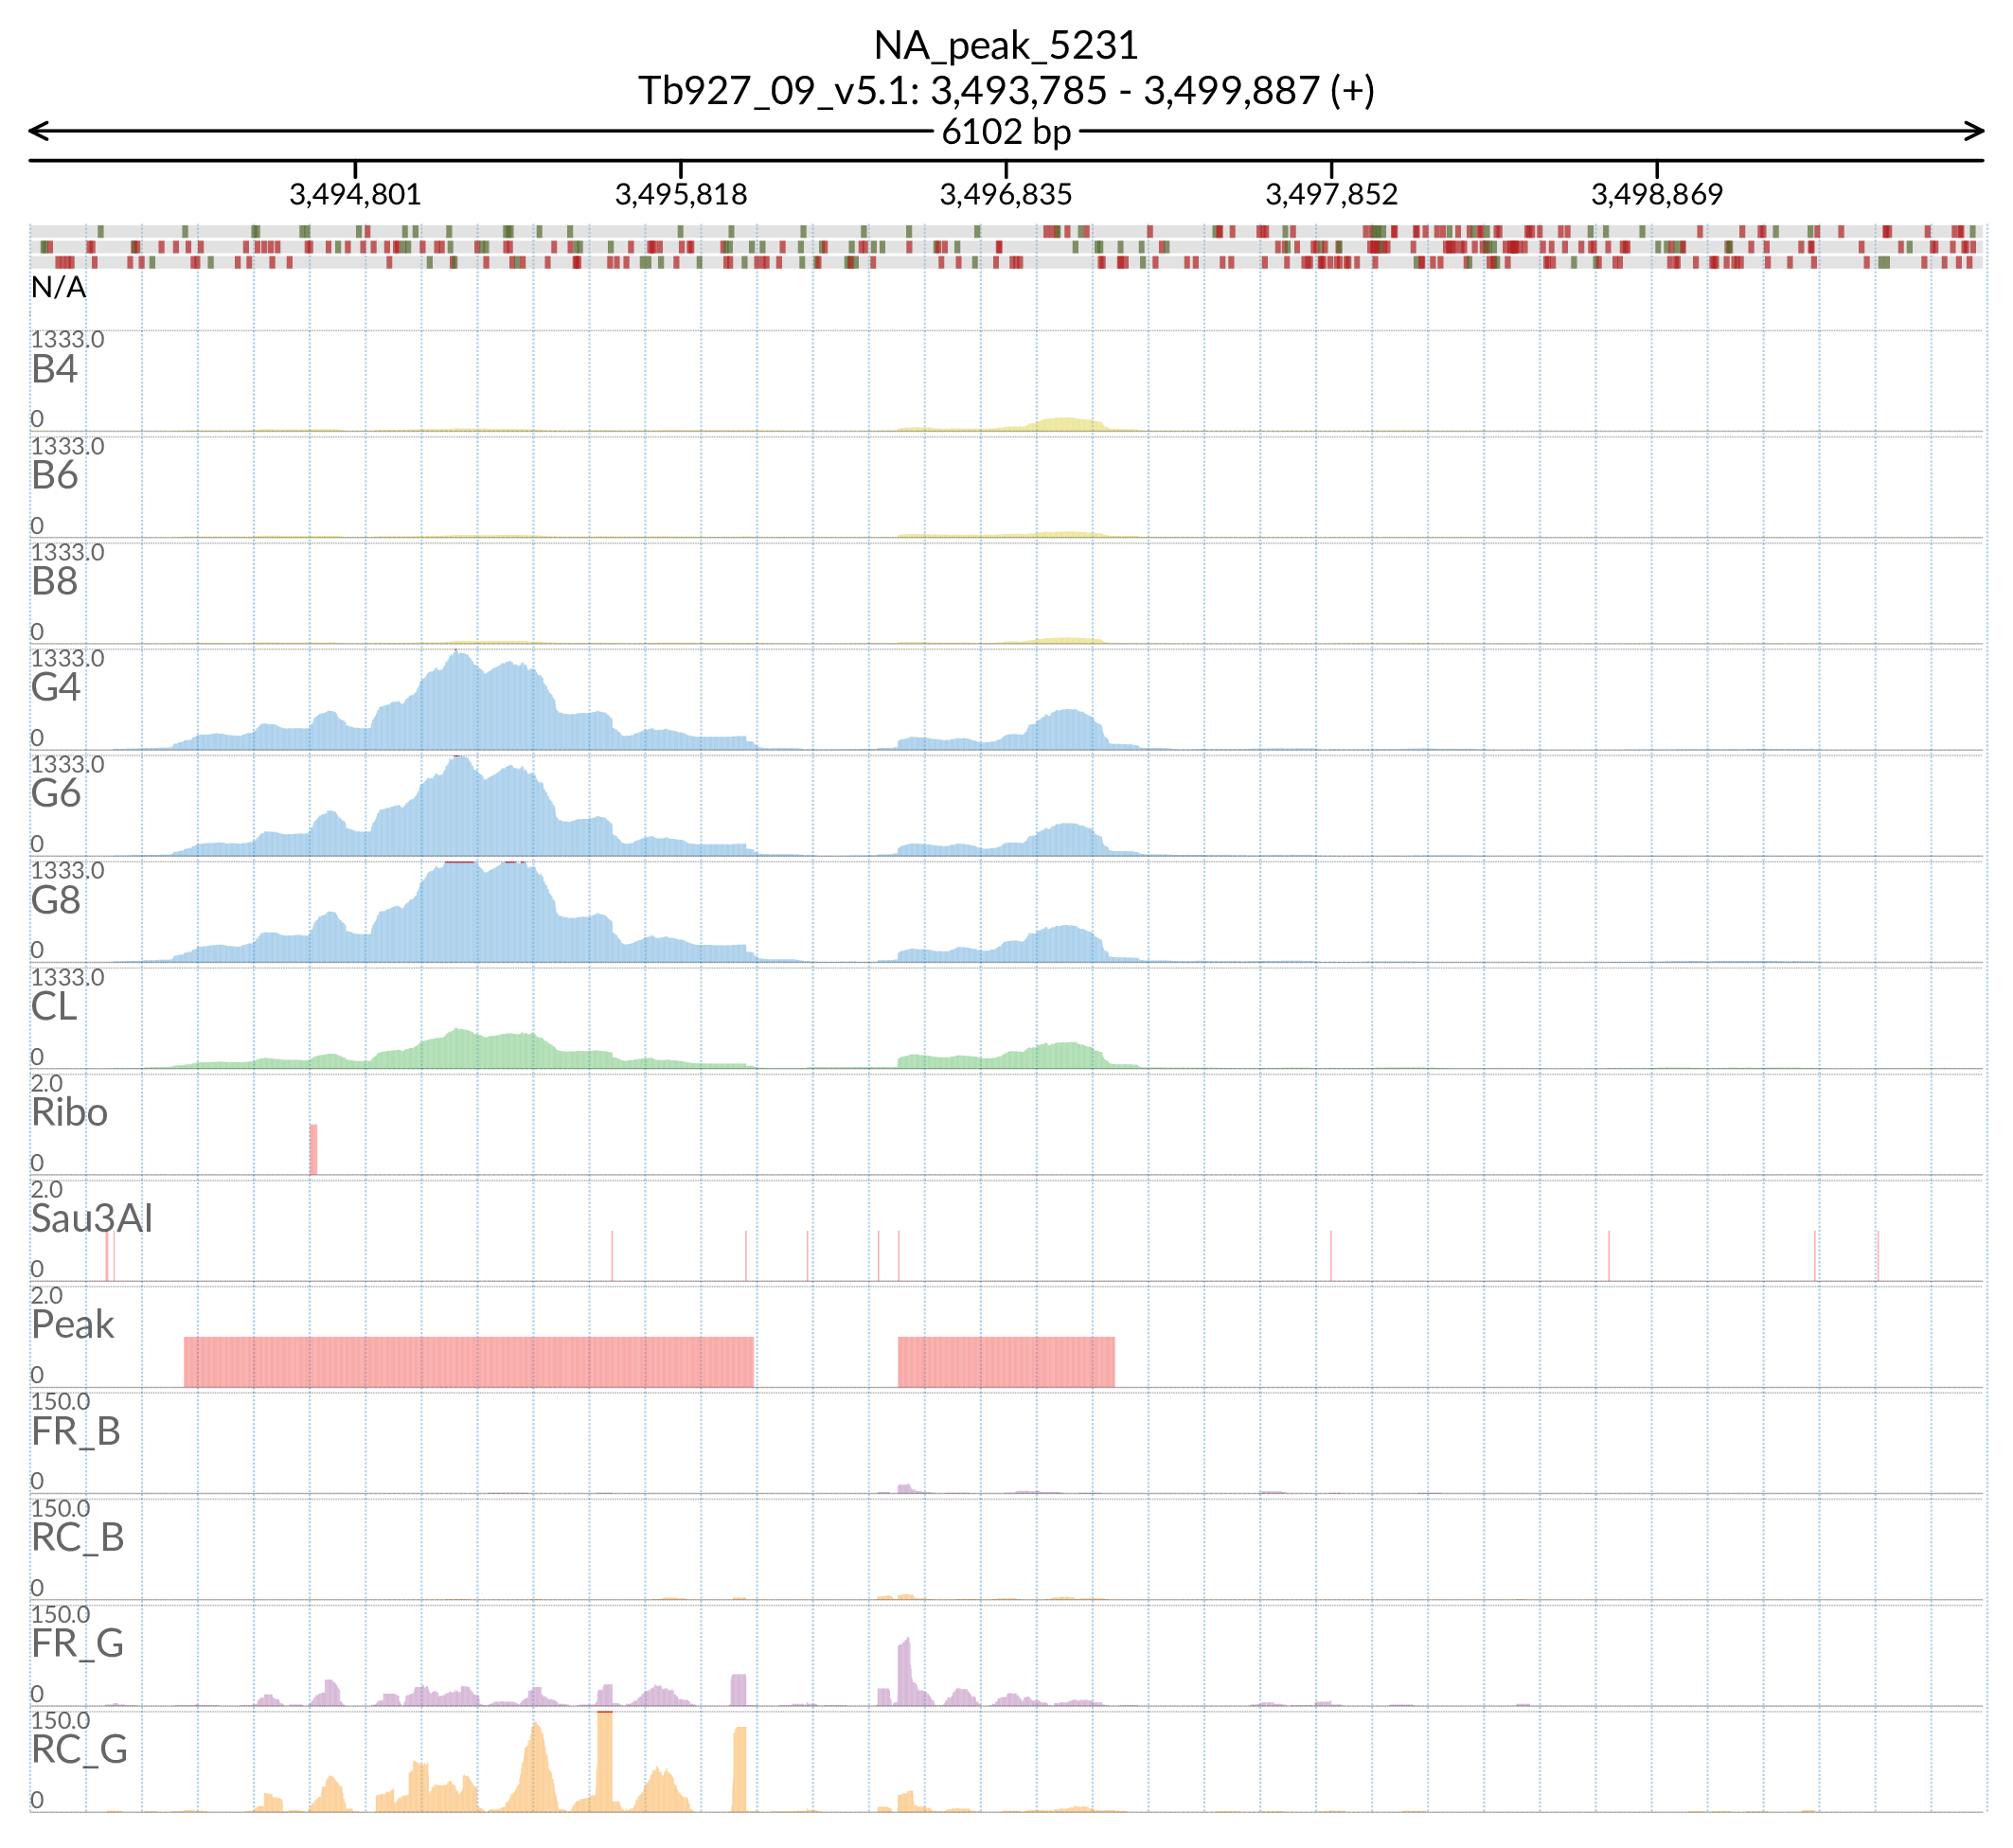 NA_peak_5231
Tb927_09_v5.1: 3,493,785 - 3,499,887 (+)
6102 bp
3,494,801 3,495,818 3,496,835 3,497,852 3,498,869
N/A
1333.0
B4
0
1333.0
B6
0
1333.0
B8
0
1333.0
G4
0
1333.0
G6
0
1333.0
G8
0
1333.0
CL
0
2.0
Ribo
0
2.0
Sau3AI
0
2.0
Peak
0
150.0
FR_B
0
150.0
RC_B
0
150.0
FR_G
0
150.0
RC_G
0